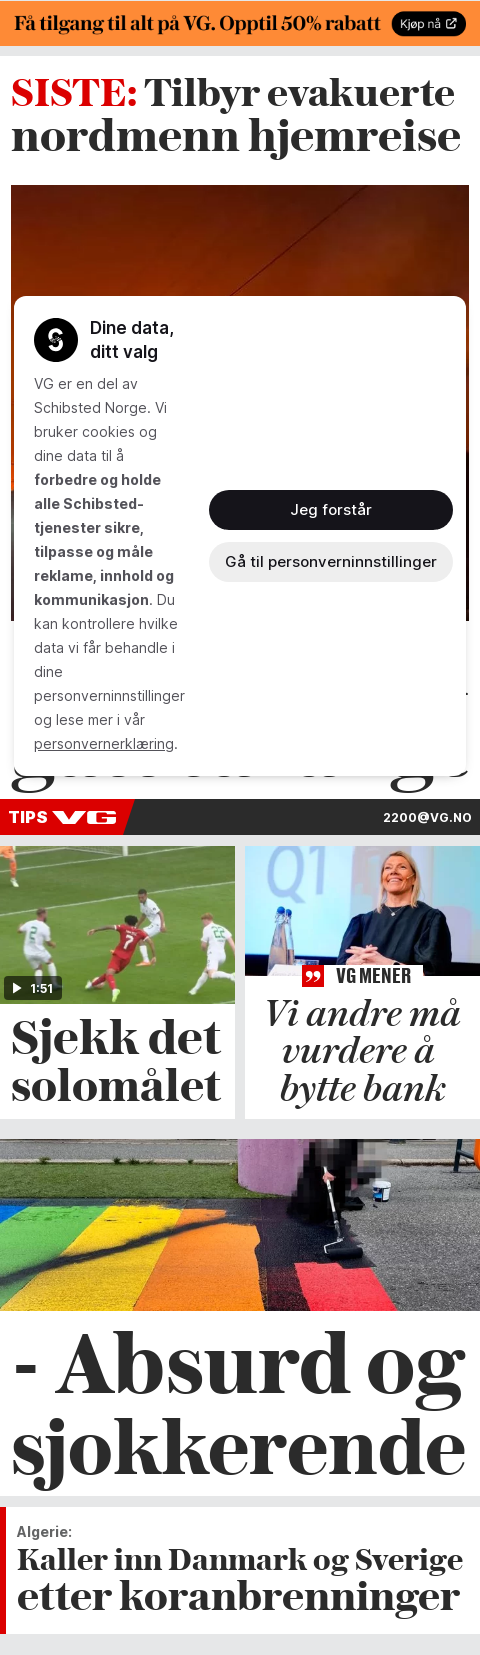 Få tilgang til alt på VG. Opptil 50% rabatt
Kjøp nå
SISTE: Tilbyr evakuerte
nordmenn hjemreise
Dine data,
ditt valg
VG er en del av
Schibsted Norge. Vi
bruker cookies og
dine data til å
forbedre og holde
alle Schibsted-
tjenester sikre,
tilpasse og måle
reklame, innhold og
kommunikasjon. Du
kan kontrollere hvilke
data vi får behandle i
dine
personverninnstillinger
og lese mer i vår
personvernerklæring.
Jeg forstår
Gå til personverninnstillinger
TIPS VG
2200@VG.NO
1:51
Sjekk det
solomålet
Q1
VG MENER
Vi andre må
vurdere å
bytte bank
- Absurd og
sjokkerende
Algerie:
Kaller inn Danmark og Sverige
etter koranbrenninger